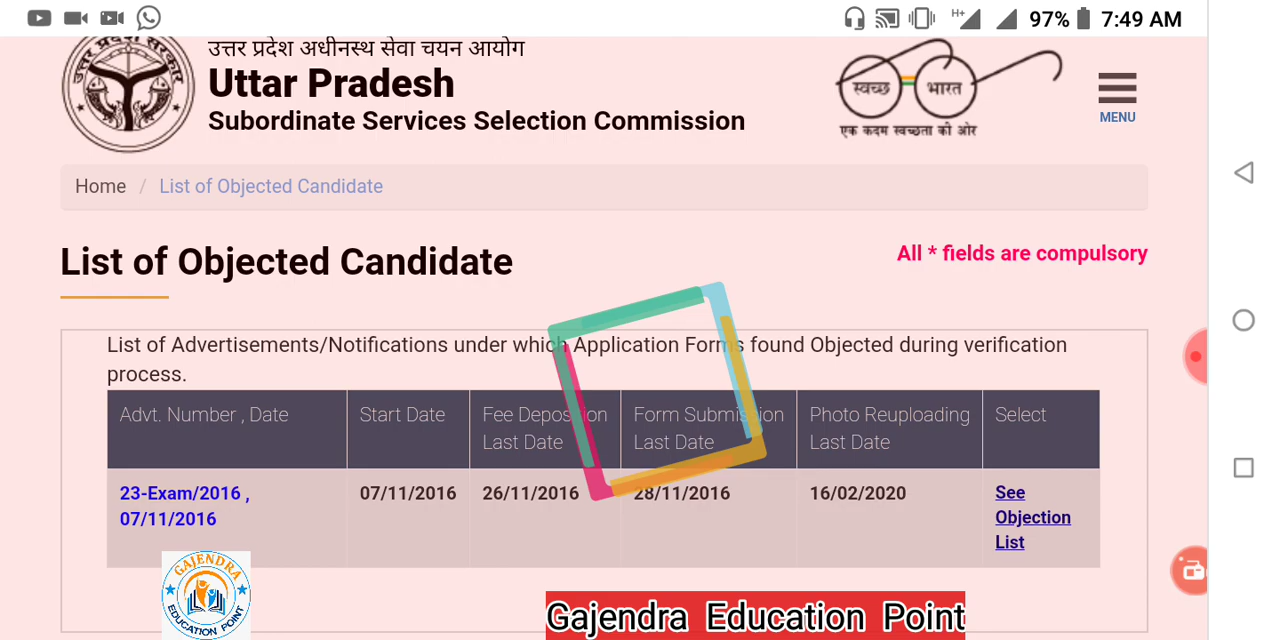 97% 7:49 AM
H+
उत्तर प्रदेश अधीनस्थ सेवा चयन आयोग
Uttar Pradesh
Subordinate Services Selection Commission
स्वच्छ भारत
एक कदम स्वच्छता की ओर
MENU
Home / List of Objected Candidate
List of Objected Candidate
All * fields are compulsory
List of Advertisements/Notifications under which Application Forms found Objected during verification
process.
Advt. Number , Date
Start Date
Fee Deposition
Last Date
Form Submission
Last Date
Photo Reuploading
Last Date
Select
23-Exam/2016 ,
07/11/2016
07/11/2016
26/11/2016
28/11/2016
16/02/2020
See
Objection
List
GAJENDRA
EDUCATION POINT
Gajendra Education Point